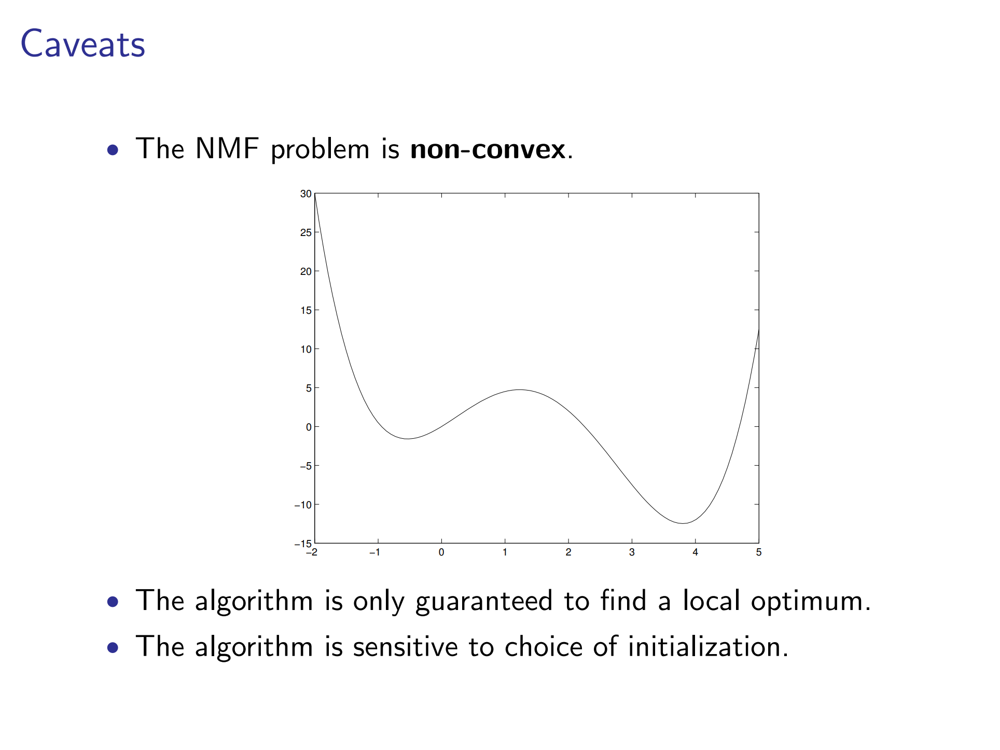 Caveats
• The NMF problem is non-convex.
30
25
20
15
10
5
0
−5
−10
−15
−2 −1 0 1 2 3 4 5
• The algorithm is only guaranteed to find a local optimum.
• The algorithm is sensitive to choice of initialization.